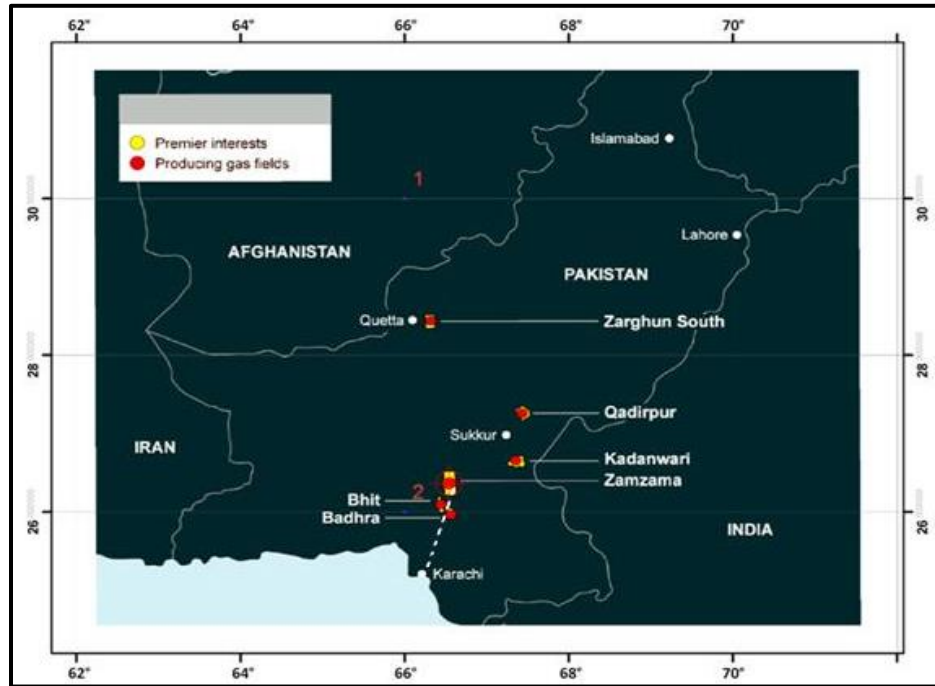 62° 64° 66° 68° 70°
Premier interests
Producing gas fields
Islamabad
1
30 30
Lahore
AFGHANISTAN
PAKISTAN
Quetta
Zarghun South
28 28
Qadirpur
Sukkur
IRAN
Kadanwari
Zamzama
2
Bhit
26 26
Badhra
INDIA
Karachi
62° 64° 66° 68° 70°